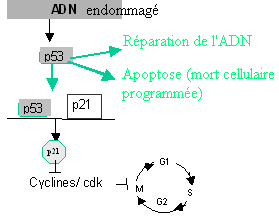 ADN endommagé
p53
Réparation de l'ADN
Apoptose (mort cellulaire
programmée)
p53
p21
p21
Cyclines/ cdk
G1
M
S
G2